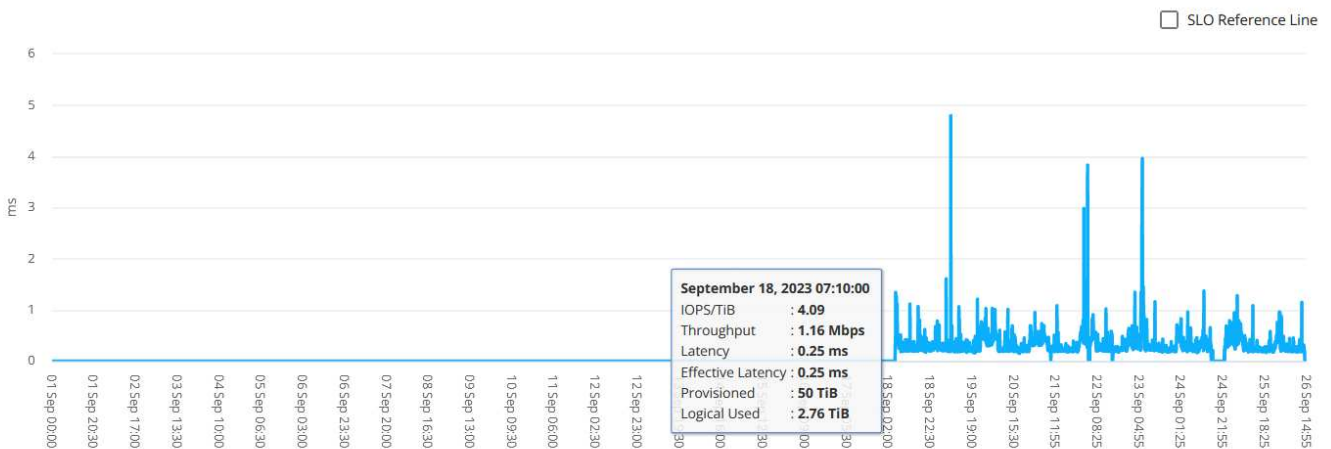 SLO Reference Line
6
5
4
3
2
1
0
ms
September 18, 2023 07:10:00
IOPS/TiB : 4.09
Throughput : 1.16 Mbps
Latency : 0.25 ms
Effective Latency : 0.25 ms
Provisioned : 50 TiB
Logical Used : 2.76 TiB
01 Sep 00:00
01 Sep 20:30
02 Sep 17:00
03 Sep 13:30
04 Sep 10:00
05 Sep 06:30
06 Sep 03:00
06 Sep 23:30
07 Sep 20:00
08 Sep 16:30
09 Sep 13:00
10 Sep 09:30
11 Sep 06:00
12 Sep 02:30
12 Sep 23:00
18 Sep 02:00
18 Sep 22:30
19 Sep 19:00
20 Sep 15:30
21 Sep 11:55
22 Sep 08:25
23 Sep 04:55
24 Sep 01:25
24 Sep 21:55
25 Sep 18:25
26 Sep 14:55